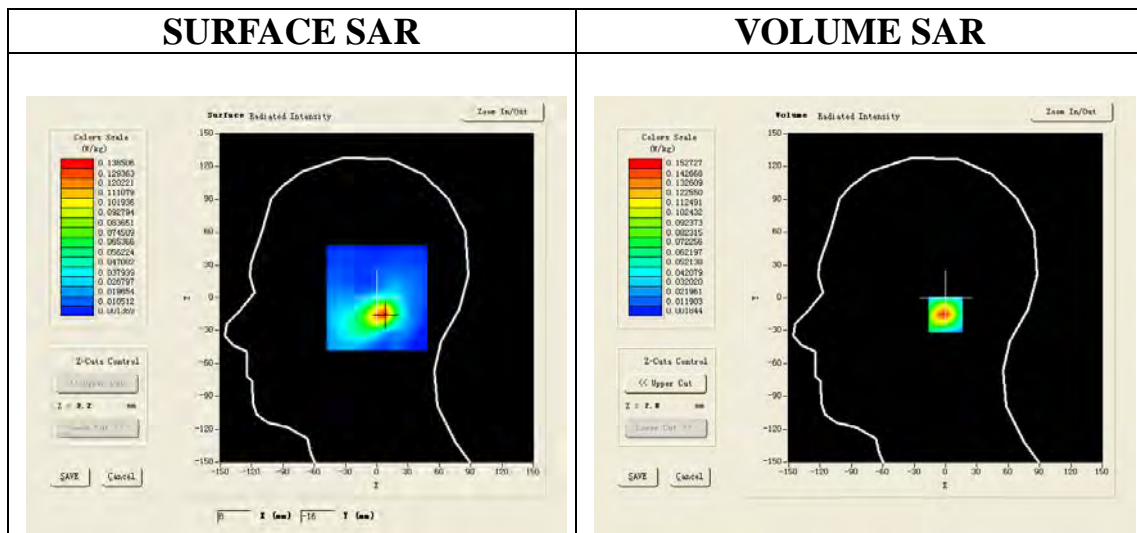 SURFACE SAR
VOLUME SAR
Surface Radiated Intensity
Zoom In/Out
Colors Scale
(W/kg)
0.138506
0.129363
0.120221
0.111079
0.101936
0.092794
0.083651
0.074509
0.065366
0.056224
0.047082
0.037939
0.028797
0.019654
0.010512
0.001369
150
120
90
60
30
0
-30
-60
-90
-120
-150
-150 -120 -90 -60 -30 0 30 60 90 120 150
Z-Cuts Control
<< Upper Cut
mm
SAVE
Cancel
X (mm) -16 Y (mm)
Volume Radiated Intensity
Zoom In/Out
Colors Scale
(W/kg)
0.152727
0.142668
0.132609
0.122550
0.112491
0.102432
0.092373
0.082315
0.072256
0.062197
0.052138
0.042079
0.032020
0.021961
0.011903
0.001844
150
120
90
60
30
0
-30
-60
-90
-120
-150
-150 -120 -90 -60 -30 0 30 60 90 120 150
Z-Cuts Control
<< Upper Cut
mm
Lower Cut >>
SAVE
Cancel